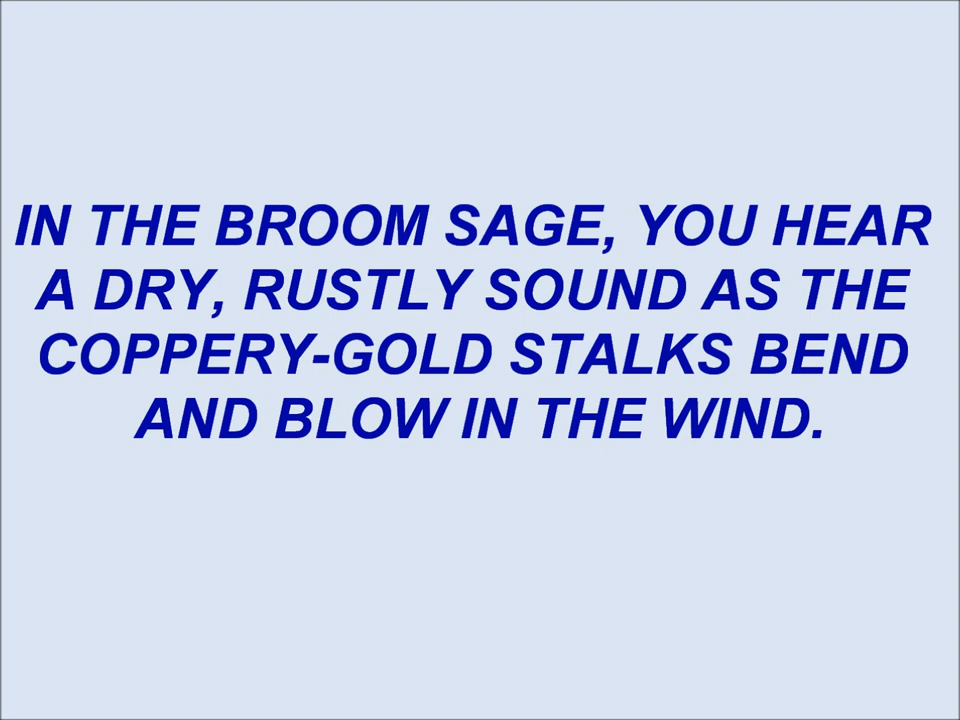 IN THE BROOM SAGE, YOU HEAR
A DRY, RUSTLY SOUND AS THE
COPPERY-GOLD STALKS BEND
AND BLOW IN THE WIND.